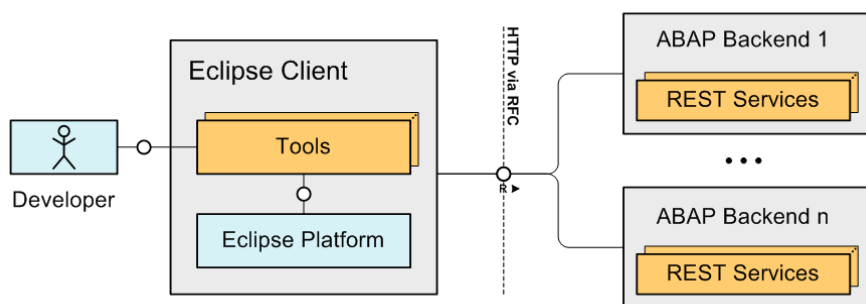 Developer
Eclipse Client
Tools
Eclipse Platform
HTTP via RFC
R
ABAP Backend 1
REST Services
ABAP Backend n
REST Services